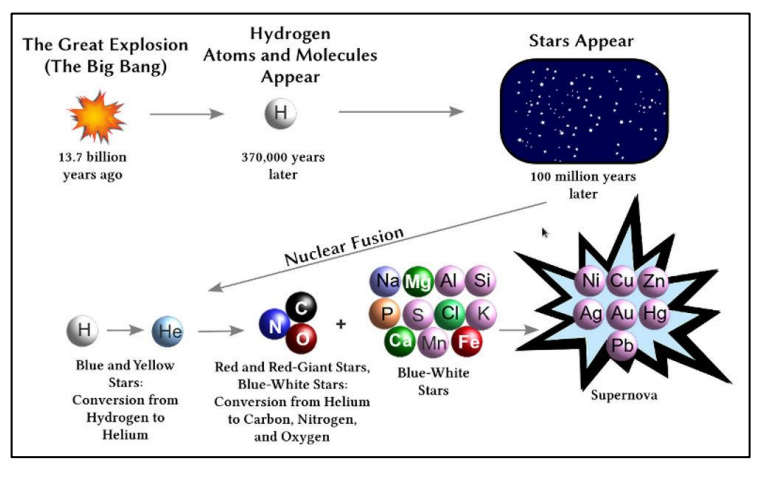 The Great Explosion
(The Big Bang)
13.7 billion
years ago
Hydrogen
Atoms and Molecules
Appear
H
370,000 years
later
Stars Appear
100 million years
later
Nuclear Fusion
H
He
Blue and Yellow
Stars:
Conversion from
Hydrogen to
Helium
C
N
O
Red and Red-Giant Stars,
Blue-White Stars:
Conversion from Helium
to Carbon, Nitrogen,
and Oxygen
+
Na Mg Al Si
P S Cl K
Ca Mn Fe
Blue-White
Stars
Ni Cu Zn
Ag Au Hg
Pb
Supernova